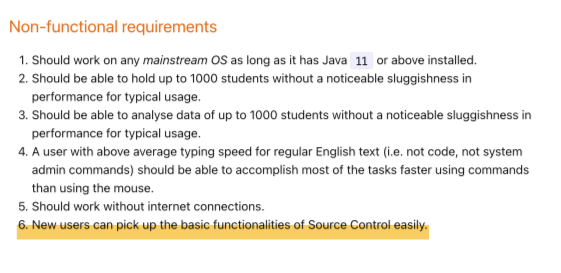 Non-functional requirements
1. Should work on any mainstream OS as long as it has Java 11 or above installed.
2. Should be able to hold up to 1000 students without a noticeable sluggishness in
performance for typical usage.
3. Should be able to analyse data of up to 1000 students without a noticeable sluggishness in
performance for typical usage.
4. A user with above average typing speed for regular English text (i.e. not code, not system
admin commands) should be able to accomplish most of the tasks faster using commands
than using the mouse.
5. Should work without internet connections.
6. New users can pick up the basic functionalities of Source Control easily.